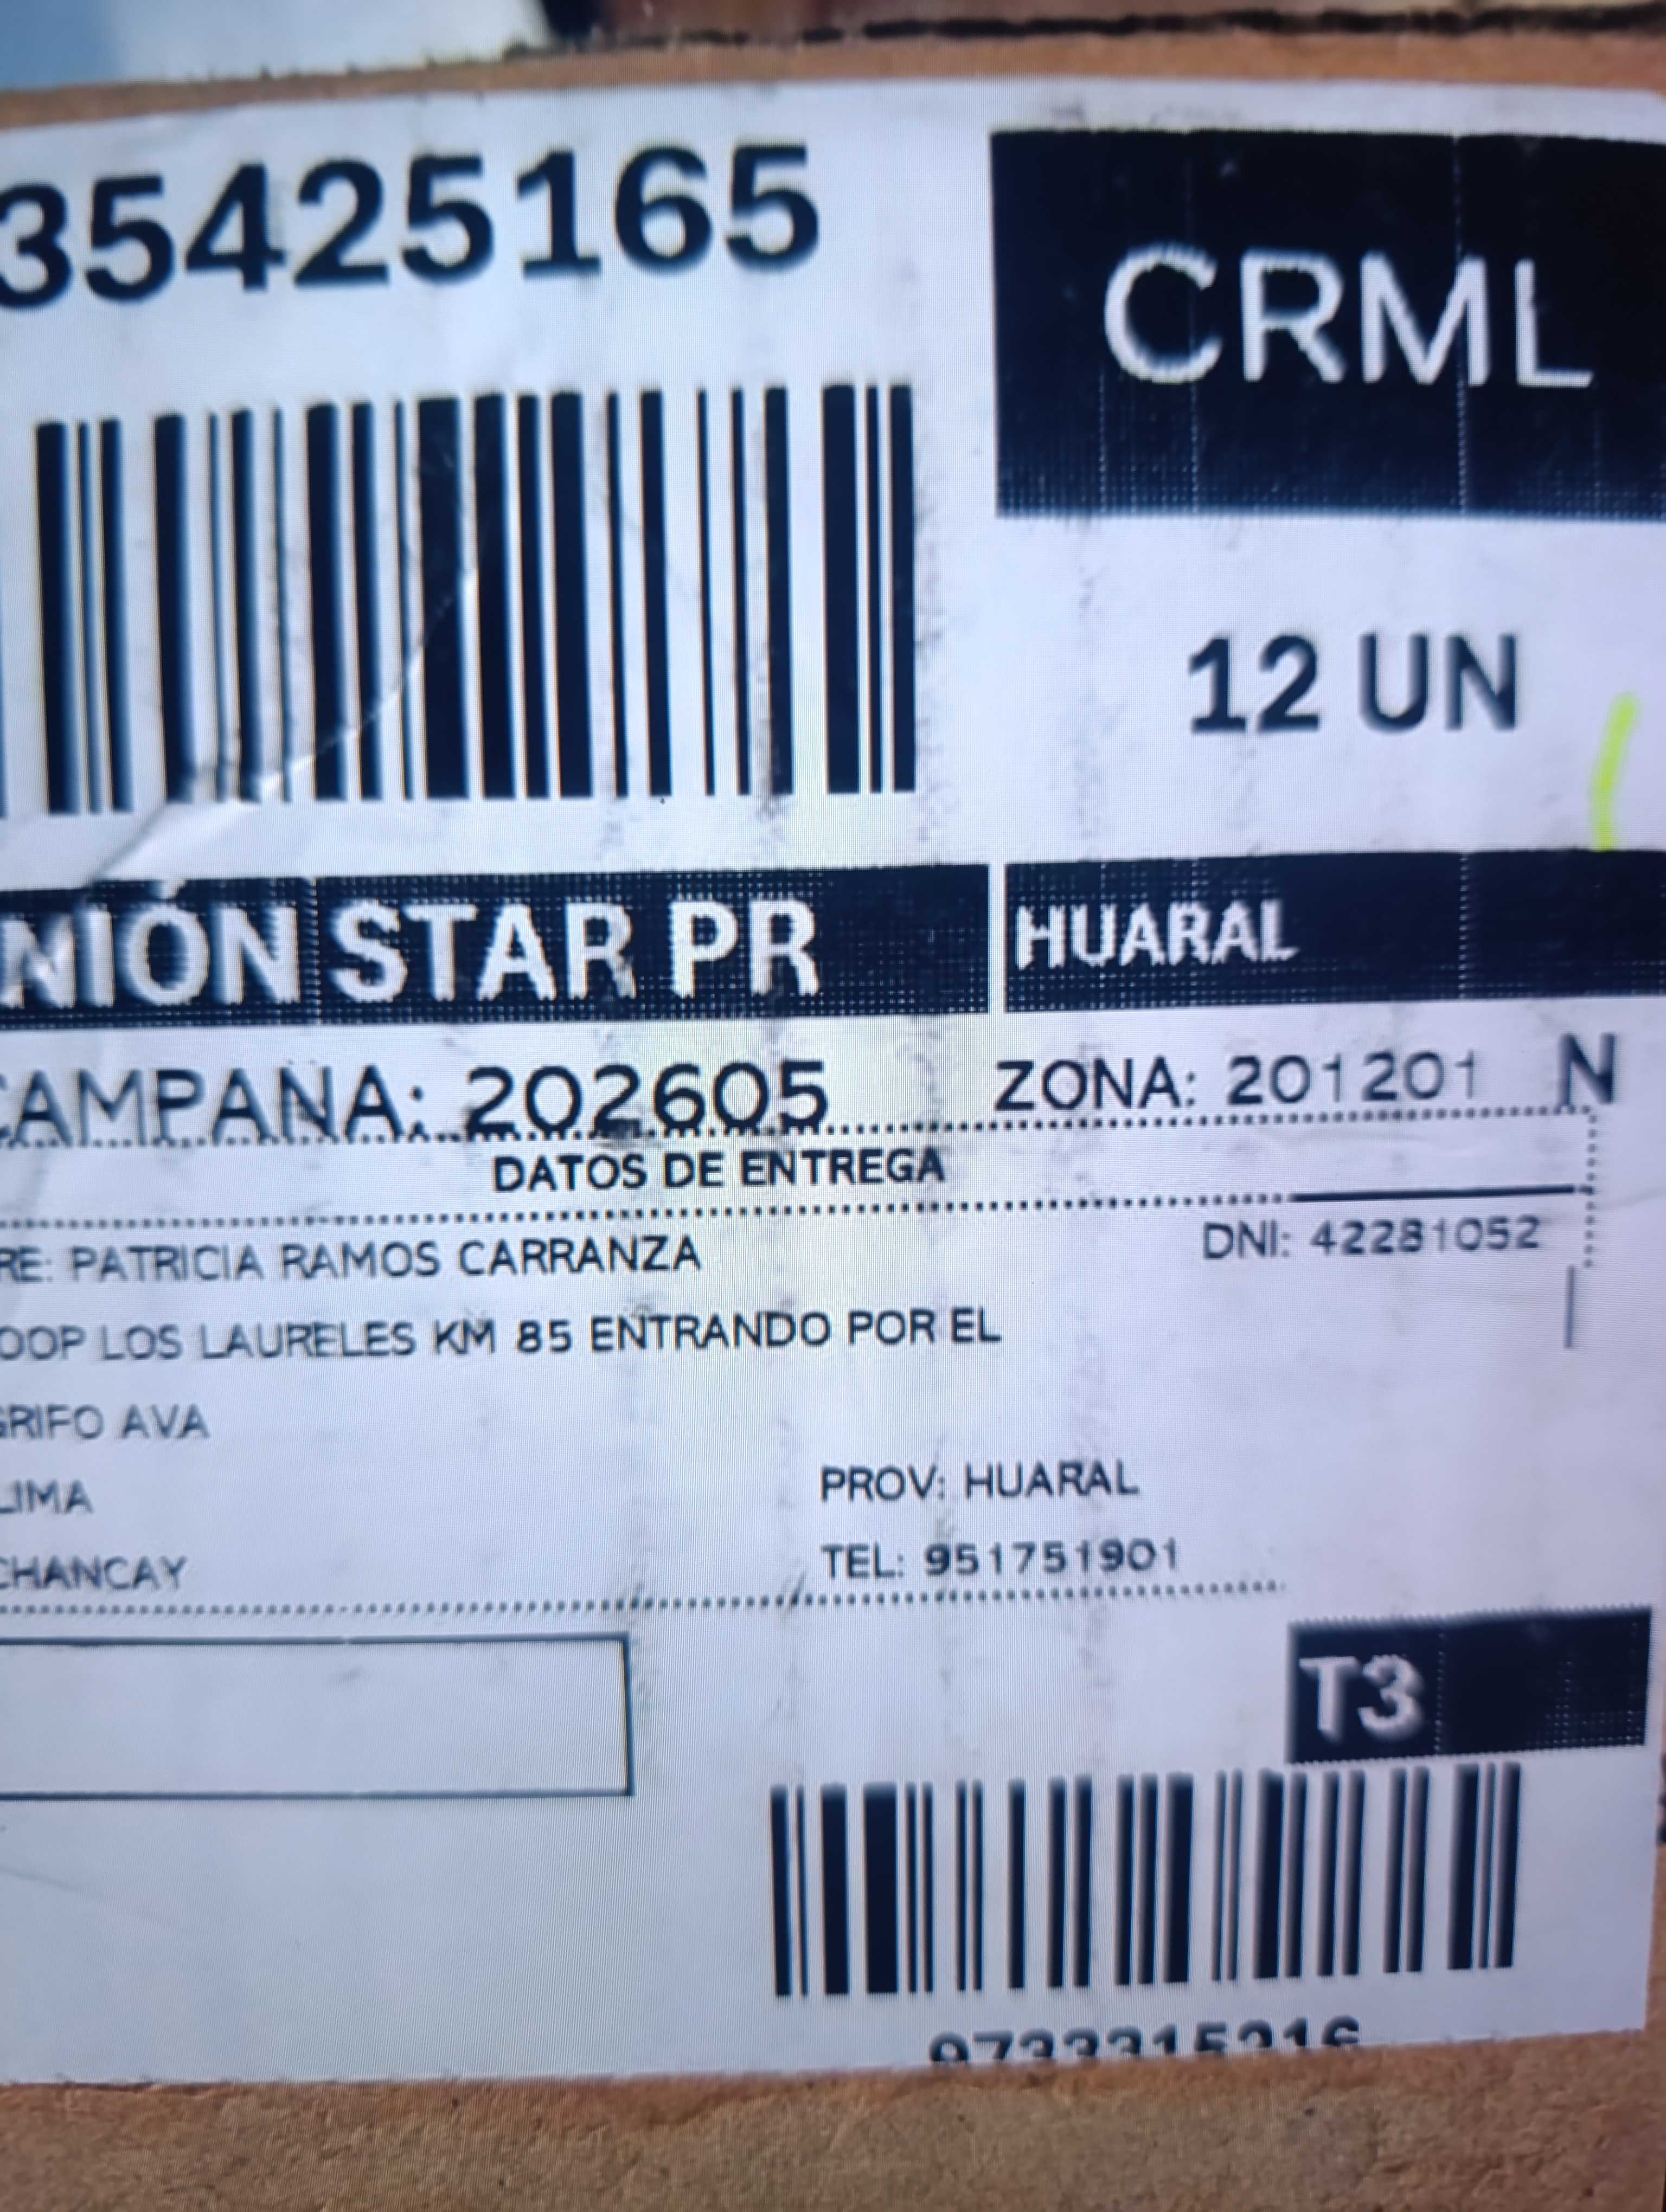 35425165
CRML
12 UN
NIÓN STAR PR
HUARAL
CAMPAÑA: 202605 ZONA: 201201 N
DATOS DE ENTREGA
RE: PATRICIA RAMOS CARRANZA DNI: 42281052
OOP LOS LAURELES KM 85 ENTRANDO POR EL
GRIFO AVA
LIMA PROV: HUARAL
CHANCAY TEL: 951751901
T3